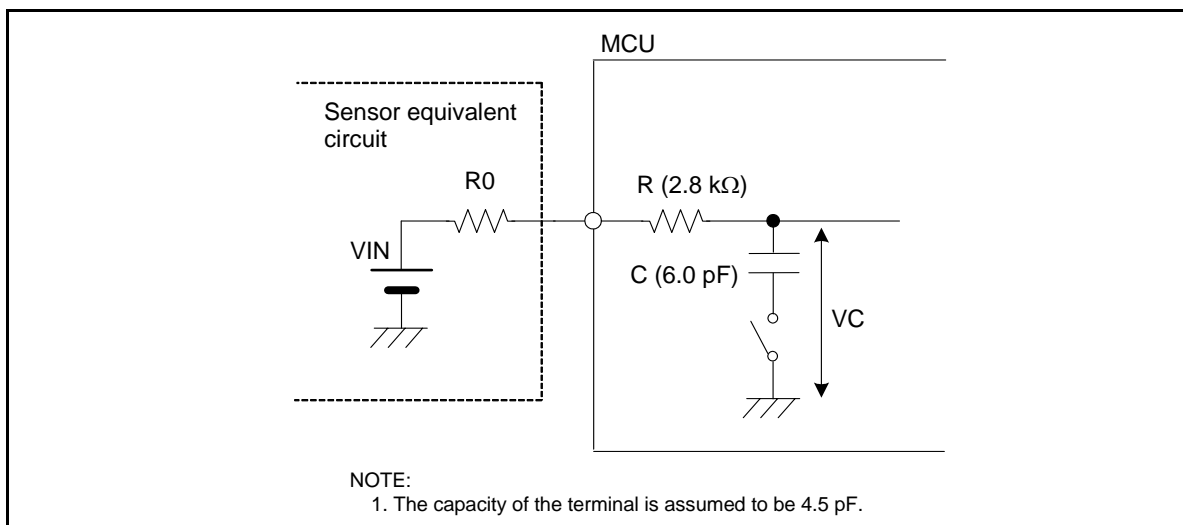 MCU
Sensor equivalent
circuit
R0
R (2.8 kΩ)
VIN
C (6.0 pF)
VC
NOTE:
1. The capacity of the terminal is assumed to be 4.5 pF.